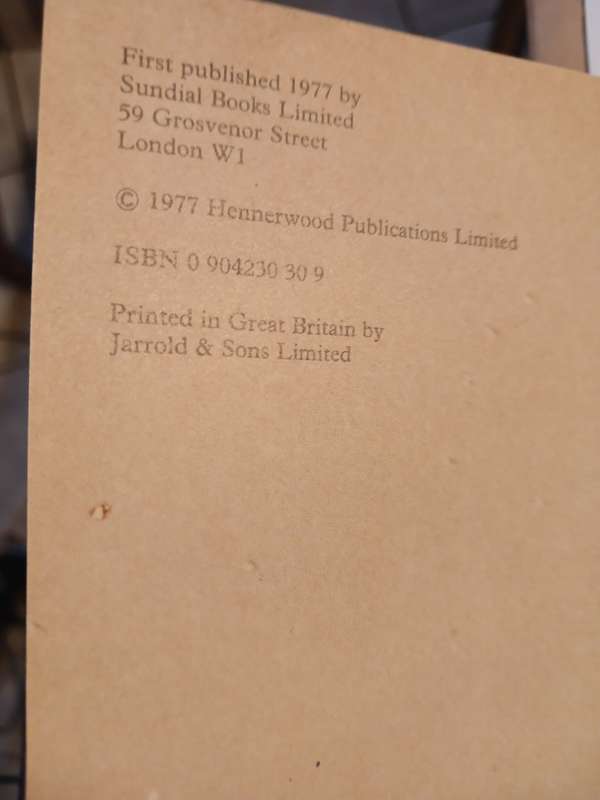 First published 1977 by
Sundial Books Limited
59 Grosvenor Street
London W1
© 1977 Hennerwood Publications Limited
ISBN 0 904230 30 9
Printed in Great Britain by
Jarrold & Sons Limited